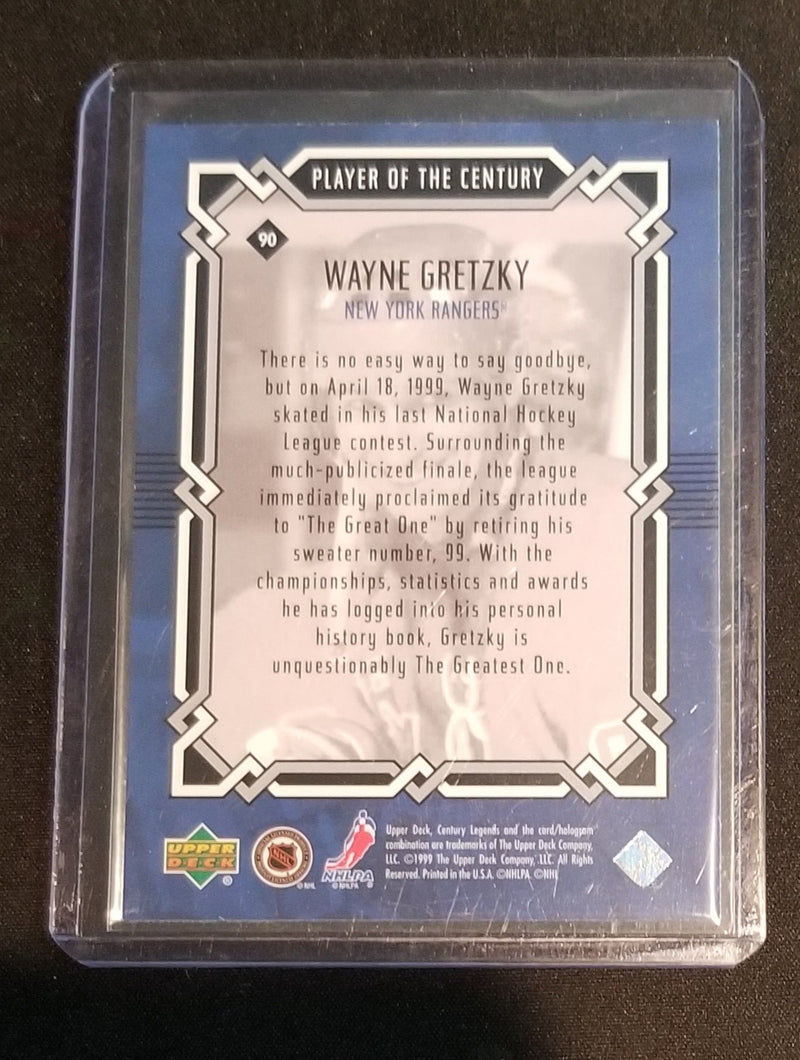 PLAYER OF THE CENTURY
90
WAYNE GRETZKY
NEW YORK RANGERS®
There is no easy way to say goodbye,
but on April 18, 1999, Wayne Gretzky
skated in his last National Hockey
League contest. Surrounding the
much-publicized finale, the league
immediately proclaimed its gratitude
to "The Great One" by retiring his
sweater number, 99. With the
championships, statistics and awards
he has logged into his personal
history book, Gretzky is
unquestionably The Greatest One.
UPPER
DECK®
NHL
©NHL
NHLPA
©NHLPA
Upper Deck, Century Legends and the card/hologram
combination are trademarks of The Upper Deck Company,
LLC. ©1999 The Upper Deck Company, LLC. All Rights
Reserved. Printed in the U.S.A. ©NHLPA. ©NHL